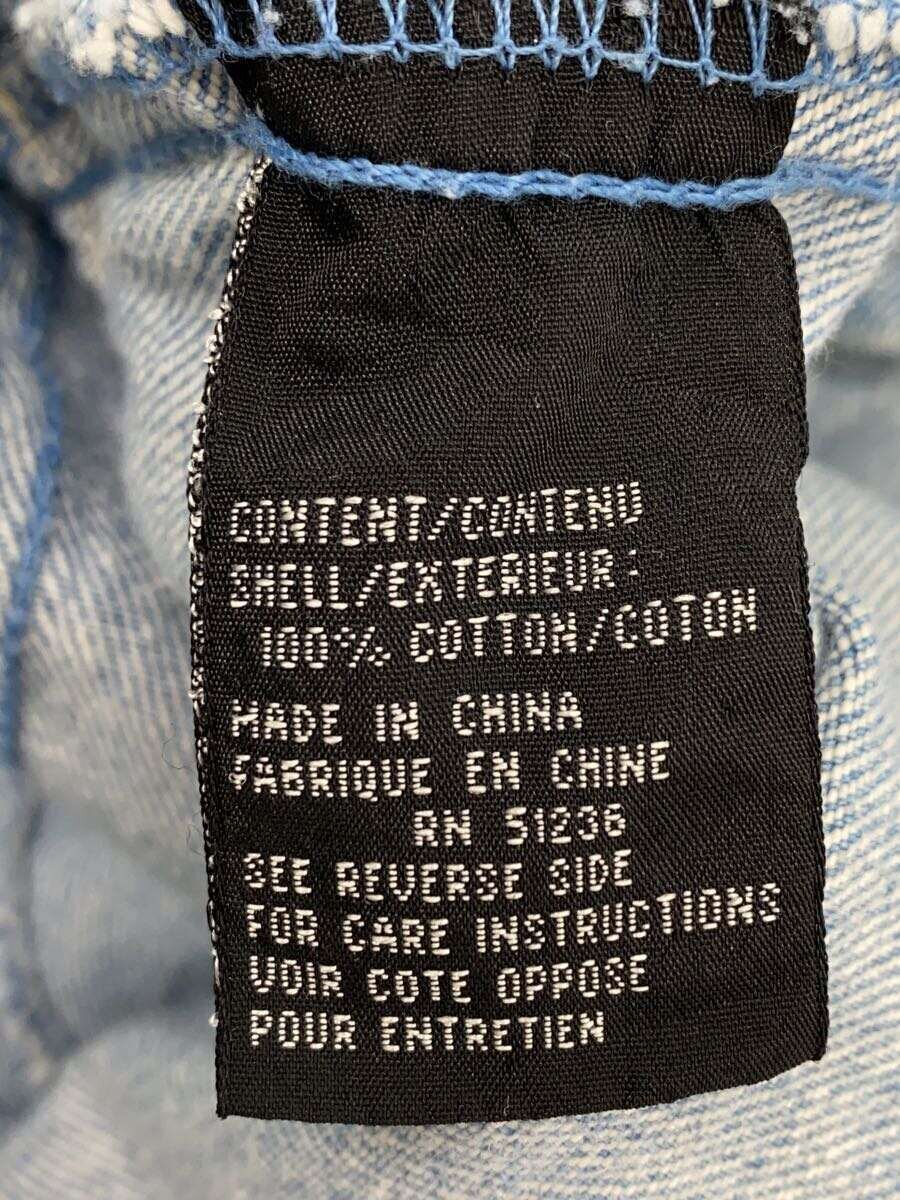 CONTENT/CONTENU
SHELL/EXTERIEUR:
100% COTTON/COTON
MADE IN CHINA
FABRIQUE EN CHINE
RN 51236
SEE REVERSE SIDE
FOR CARE INSTRUCTIONS
VOIR COTE OPPOSE
POUR ENTRETIEN